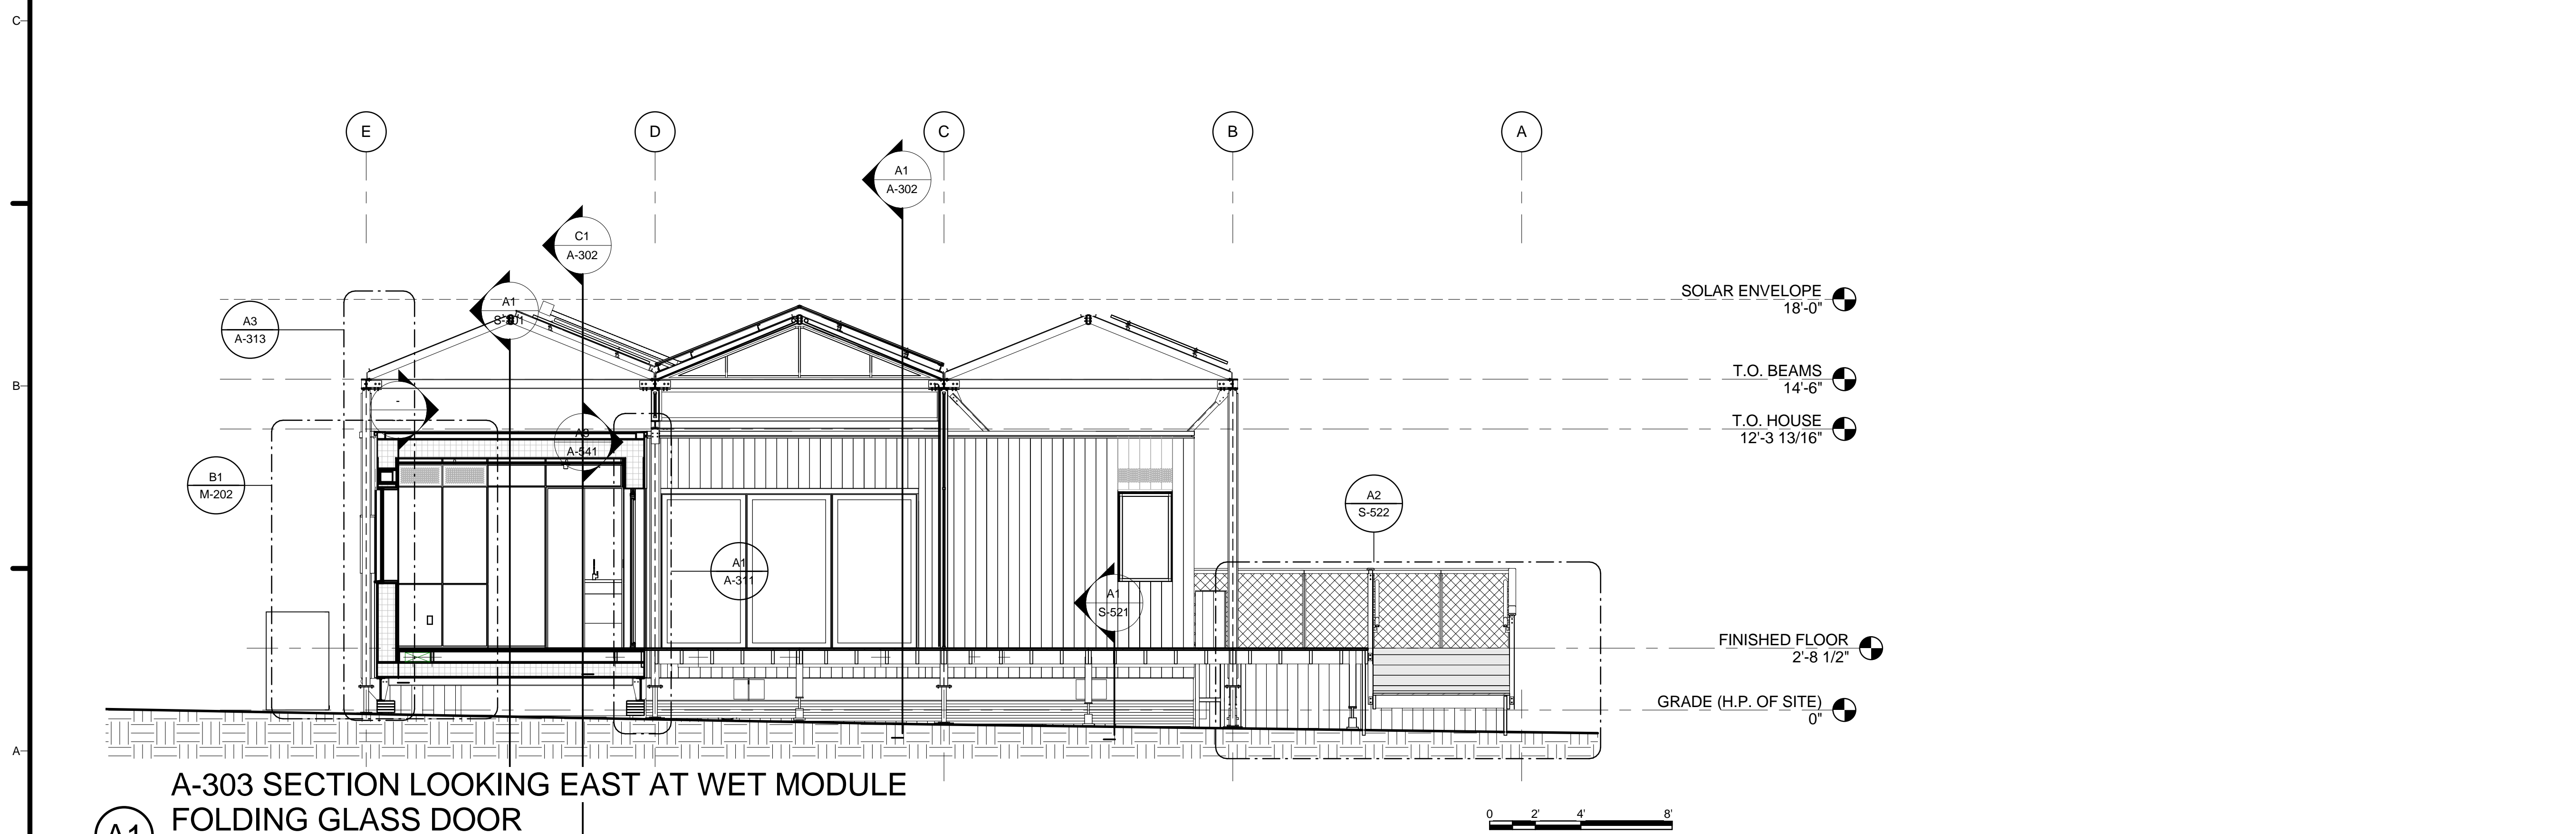 C
E
D
C
B
A
A1
A-302
C1
A-302
SOLAR ENVELOPE
18'-0"
A1
A3
A-313
T.O. BEAMS
14'-6"
B
-
T.O. HOUSE
12'-3 13/16"
A-541
B1
M-202
A2
S-522
A1
A-311
A1
S-521
FINISHED FLOOR
2'-8 1/2"
GRADE (H.P. OF SITE)
0"
A
A-303 SECTION LOOKING EAST AT WET MODULE
FOLDING GLASS DOOR
A1
0 2' 4' 8'